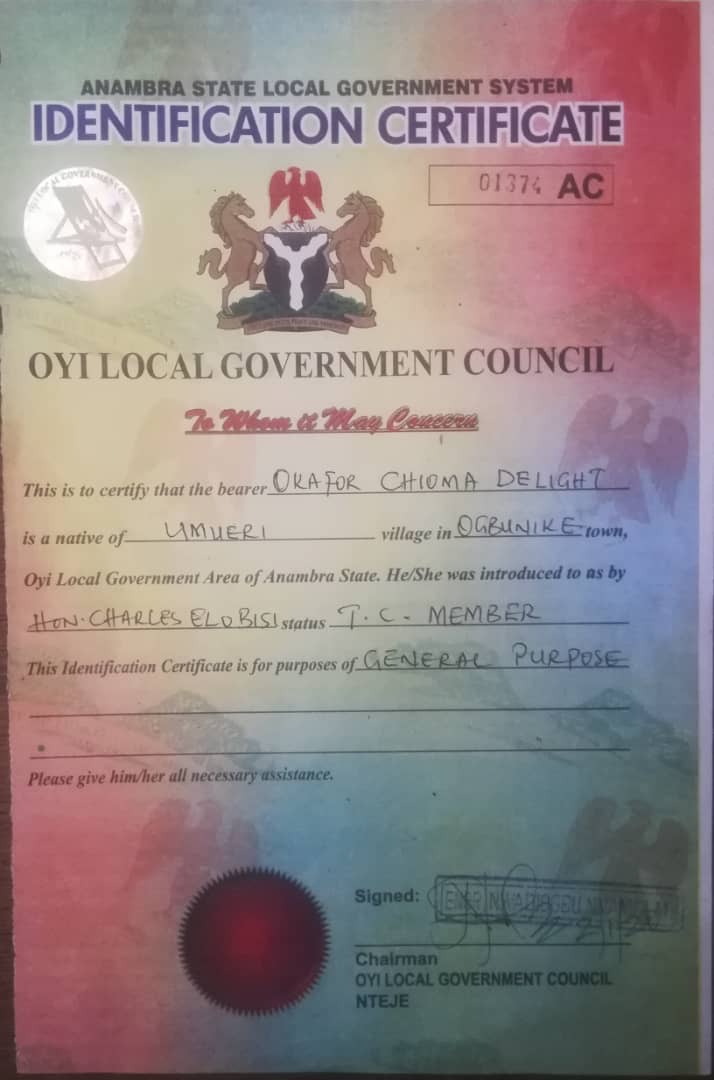 ANAMBRA STATE LOCAL GOVERNMENT SYSTEM
IDENTIFICATION CERTIFICATE
01374 AC
OYI LOCAL GOVERNMENT COUNCIL
To Whom it May Concern
This is to certify that the bearer OKAFOR CHIOMA DELIGHT
is a native of UMUERI village in OGBUNIKE town,
Oyi Local Government Area of Anambra State. He/She was introduced to as by
HON. CHARLES ELOBISI status T.C. MEMBER
This Identification Certificate is for purposes of GENERAL PURPOSE
Please give him/her all necessary assistance.
Signed:
Chairman
OYI LOCAL GOVERNMENT COUNCIL
NTEJE